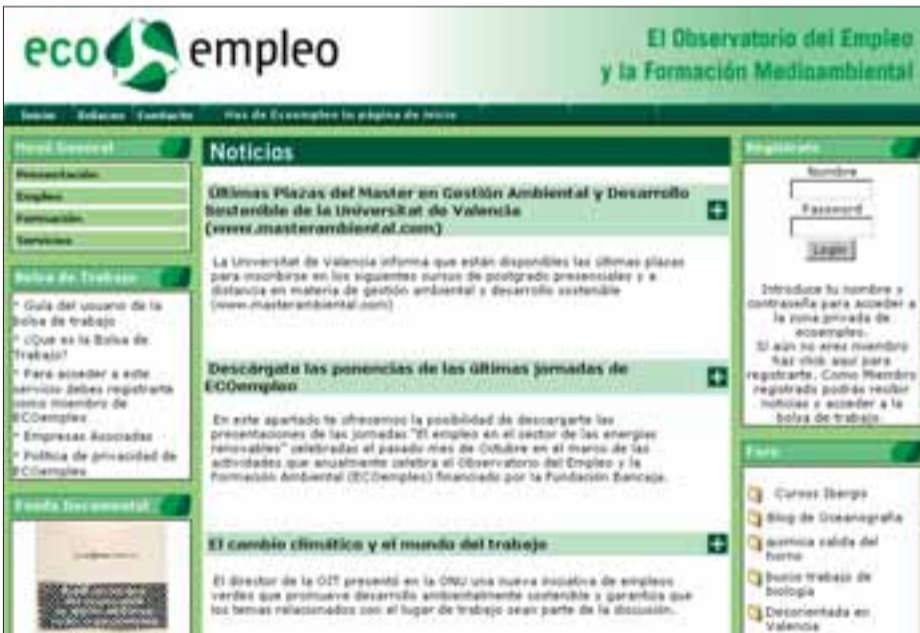 eco empleo
El Observatorio del Empleo
y la Formación Medioambiental
Inicio Enlaces Contacto Haz de Ecoempleo tu página de inicio
Menú General
Presentación
Empleo
Formación
Servicios
Bolsa de Trabajo
* Guía del usuario de la
bolsa de trabajo
* ¿Que es la Bolsa de
Trabajo?
* Para acceder a este
servicio debes registrarte
como miembro de
ECOempleo
* Empresas Asociadas
* Política de privacidad de
ECOempleo
Fondo Documental
Noticias
Últimas Plazas del Master en Gestión Ambiental y Desarrollo
Sostenible de la Universitat de Valencia
(www.masterambiental.com)
La Universitat de Valencia informa que están disponibles las últimas plazas
para inscribirse en los siguientes cursos de postgrado presenciales y a
distancia en materia de gestión ambiental y desarrollo sostenible
(www.masterambiental.com)
Descárgate las ponencias de las últimas jornadas de
ECOempleo
En este apartado te ofrecemos la posibilidad de descargarte las
presentaciones de las jornadas "El empleo en el sector de las energías
renovables" celebradas el pasado mes de Octubre en el marco de las
actividades que anualmente celebra el Observatorio del Empleo y la
Formación Ambiental (ECOempleo) financiado por la Fundación Bancaja.
El cambio climático y el mundo del trabajo
El director de la OIT presentó en la ONU una nueva iniciativa de empleos
verdes que promueva desarrollo ambientalmente sostenible y garantice que
los temas relacionados con el lugar de trabajo sean parte de la discusión.
Regístrate
Nombre
Password
Login
Introduce tu nombre y
contraseña para acceder a
la zona privada de
ecoempleo.
Si aún no eres miembro
haz click aquí para
registrarte. Como Miembro
registrado podrás recibir
noticias y acceder a la
bolsa de trabajo.
Foro
Cursos Ibergis
Blog de Oceanografía
quimica salida del
horno
busco trabajo de
biologia
Desorientada en
Valencia